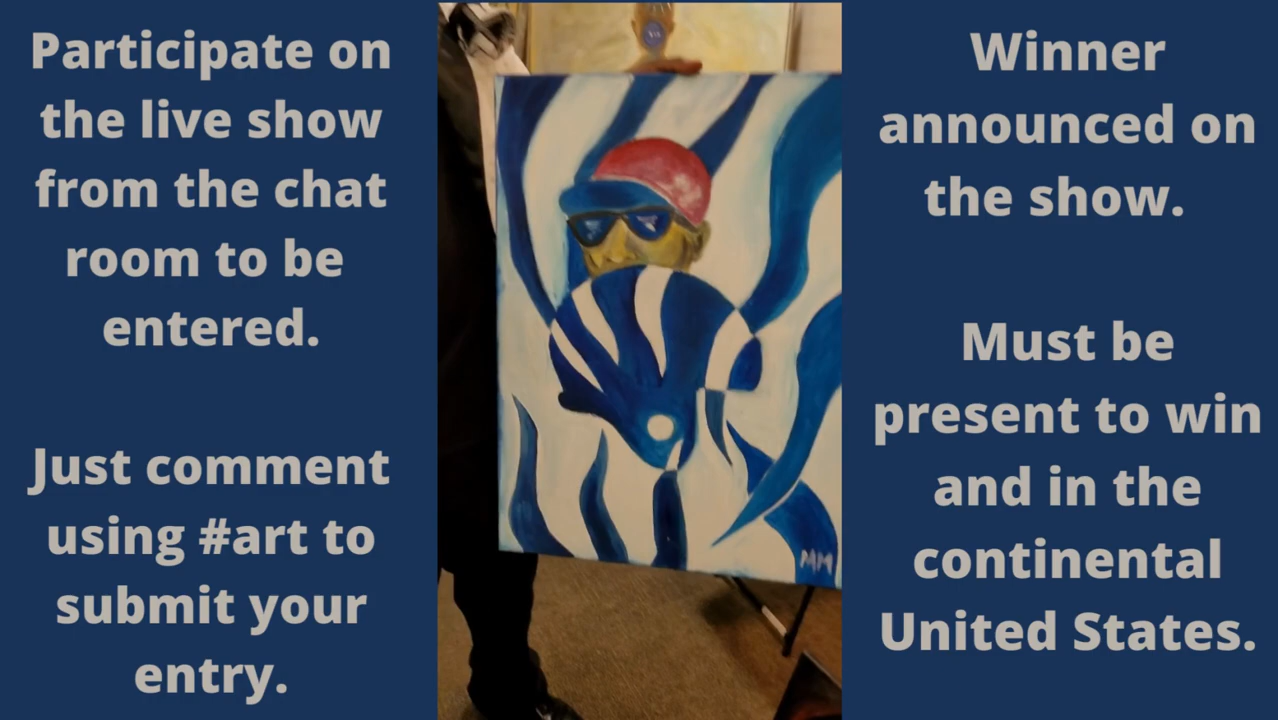 Participate on
the live show
from the chat
room to be
entered.
Just comment
using #art to
submit your
entry.
MM
Winner
announced on
the show.
Must be
present to win
and in the
continental
United States.